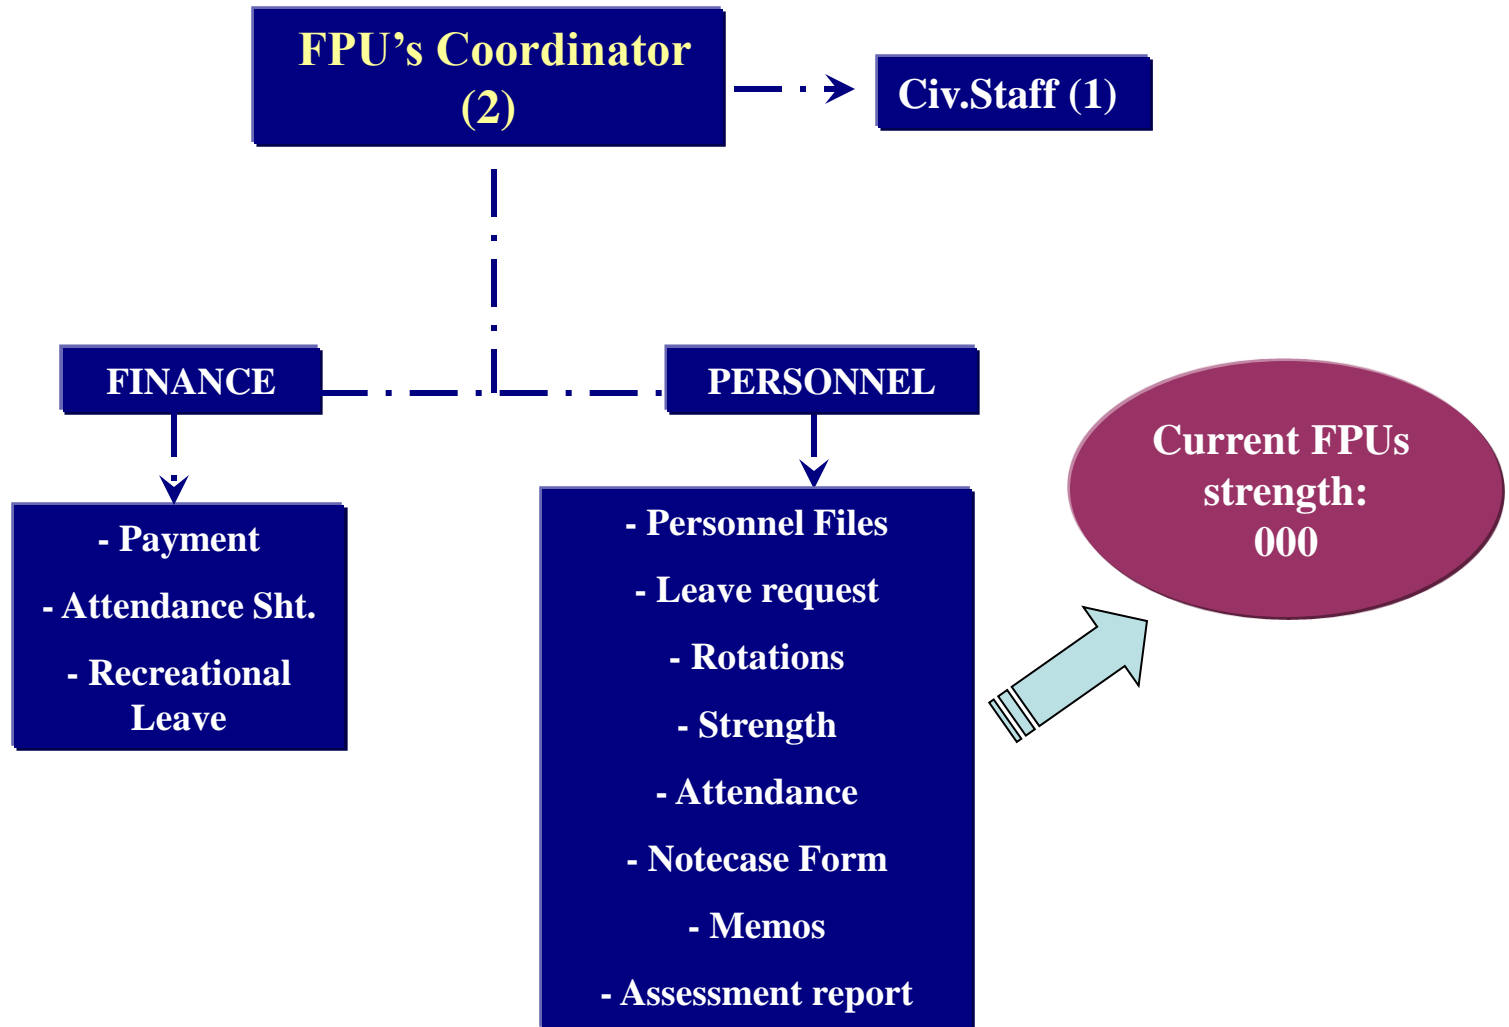 FPU’s Coordinator
(2)
Civ.Staff (1)
FINANCE
PERSONNEL
- Payment
- Attendance Sht.
- Recreational
Leave
- Personnel Files
- Leave request
- Rotations
- Strength
- Attendance
- Notecase Form
- Memos
- Assessment report
Current FPUs
strength:
000